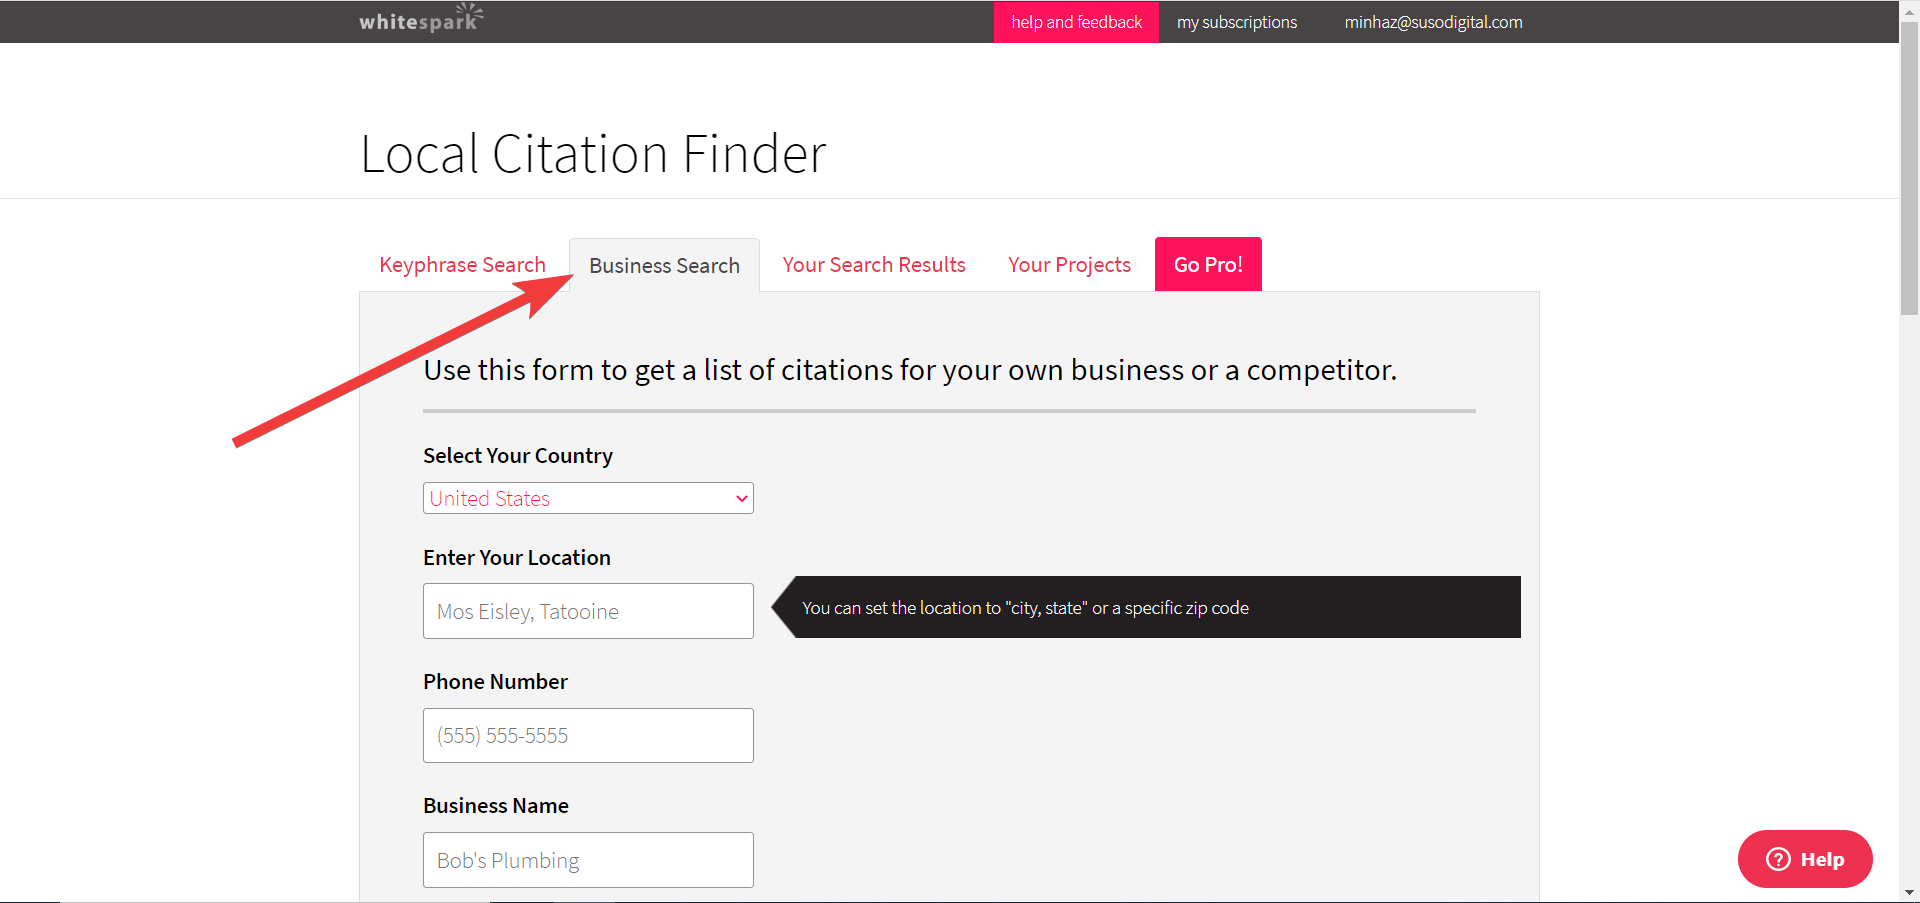 whitespark
help and feedback
my subscriptions
minhaz@susodigital.com
Local Citation Finder
Keyphrase Search
Business Search
Your Search Results
Your Projects
Go Pro!
Use this form to get a list of citations for your own business or a competitor.
Select Your Country
United States
Enter Your Location
Mos Eisley, Tatooine
You can set the location to "city, state" or a specific zip code
Phone Number
(555) 555-5555
Business Name
Bob's Plumbing
Help